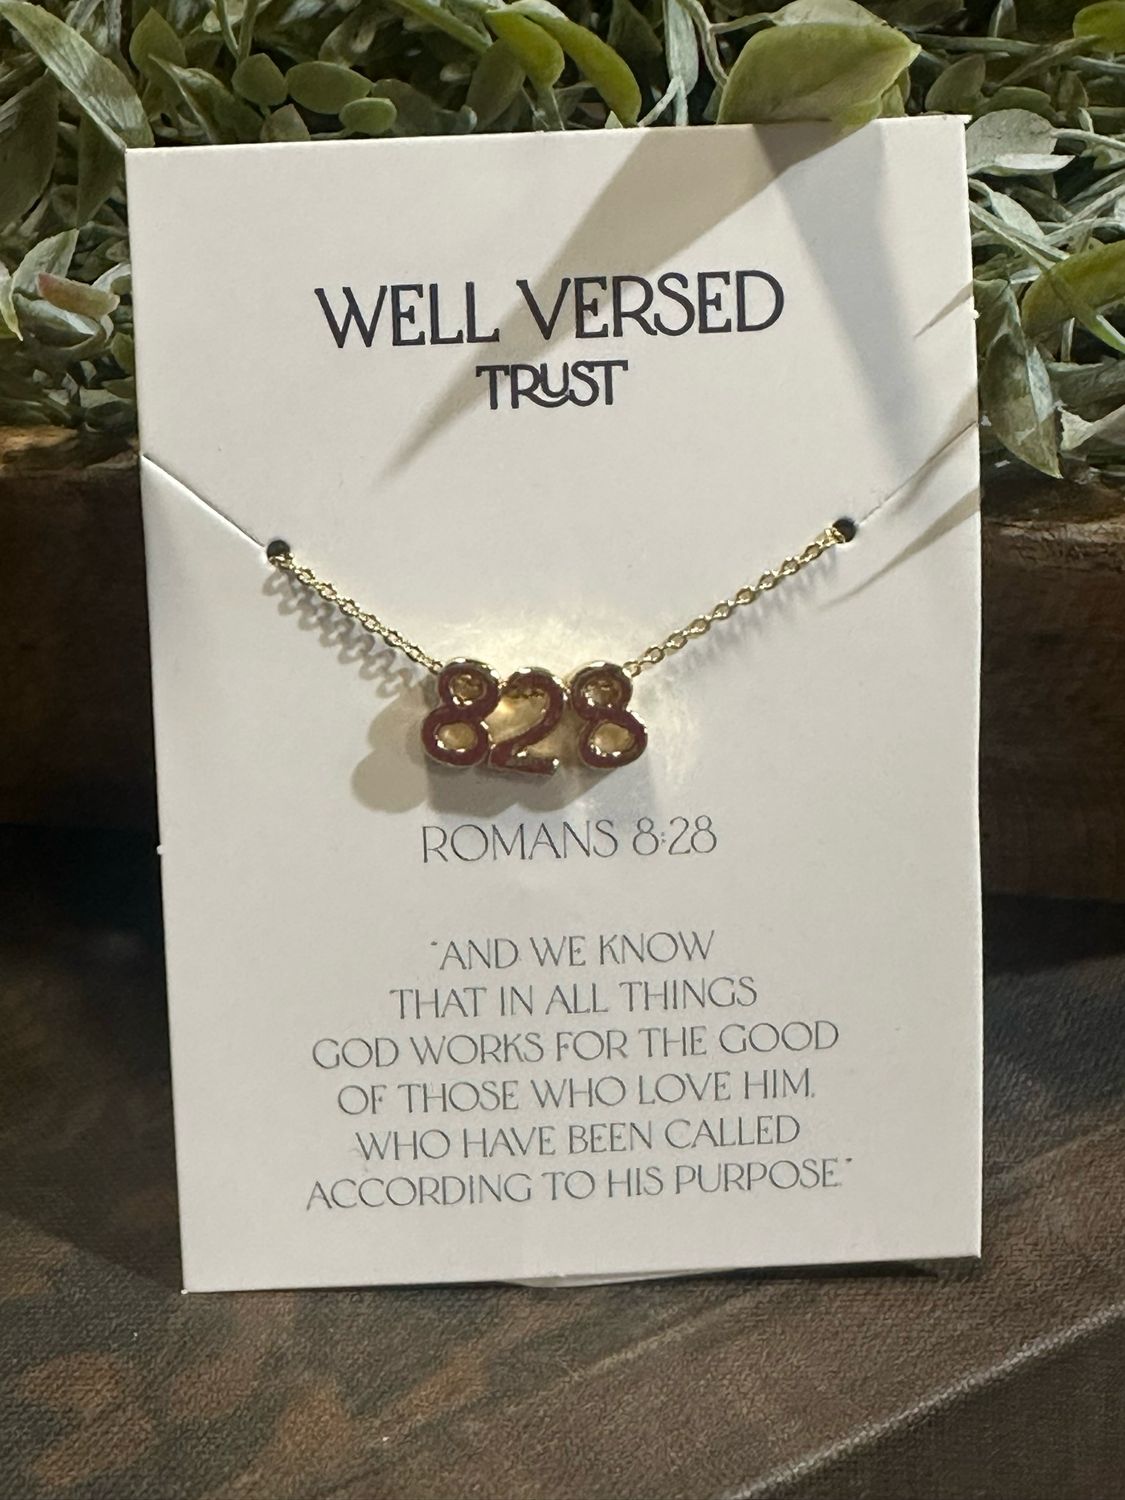 WELL VERSED
TRUST
828
ROMANS 8:28
"AND WE KNOW
THAT IN ALL THINGS
GOD WORKS FOR THE GOOD
OF THOSE WHO LOVE HIM,
WHO HAVE BEEN CALLED
ACCORDING TO HIS PURPOSE"